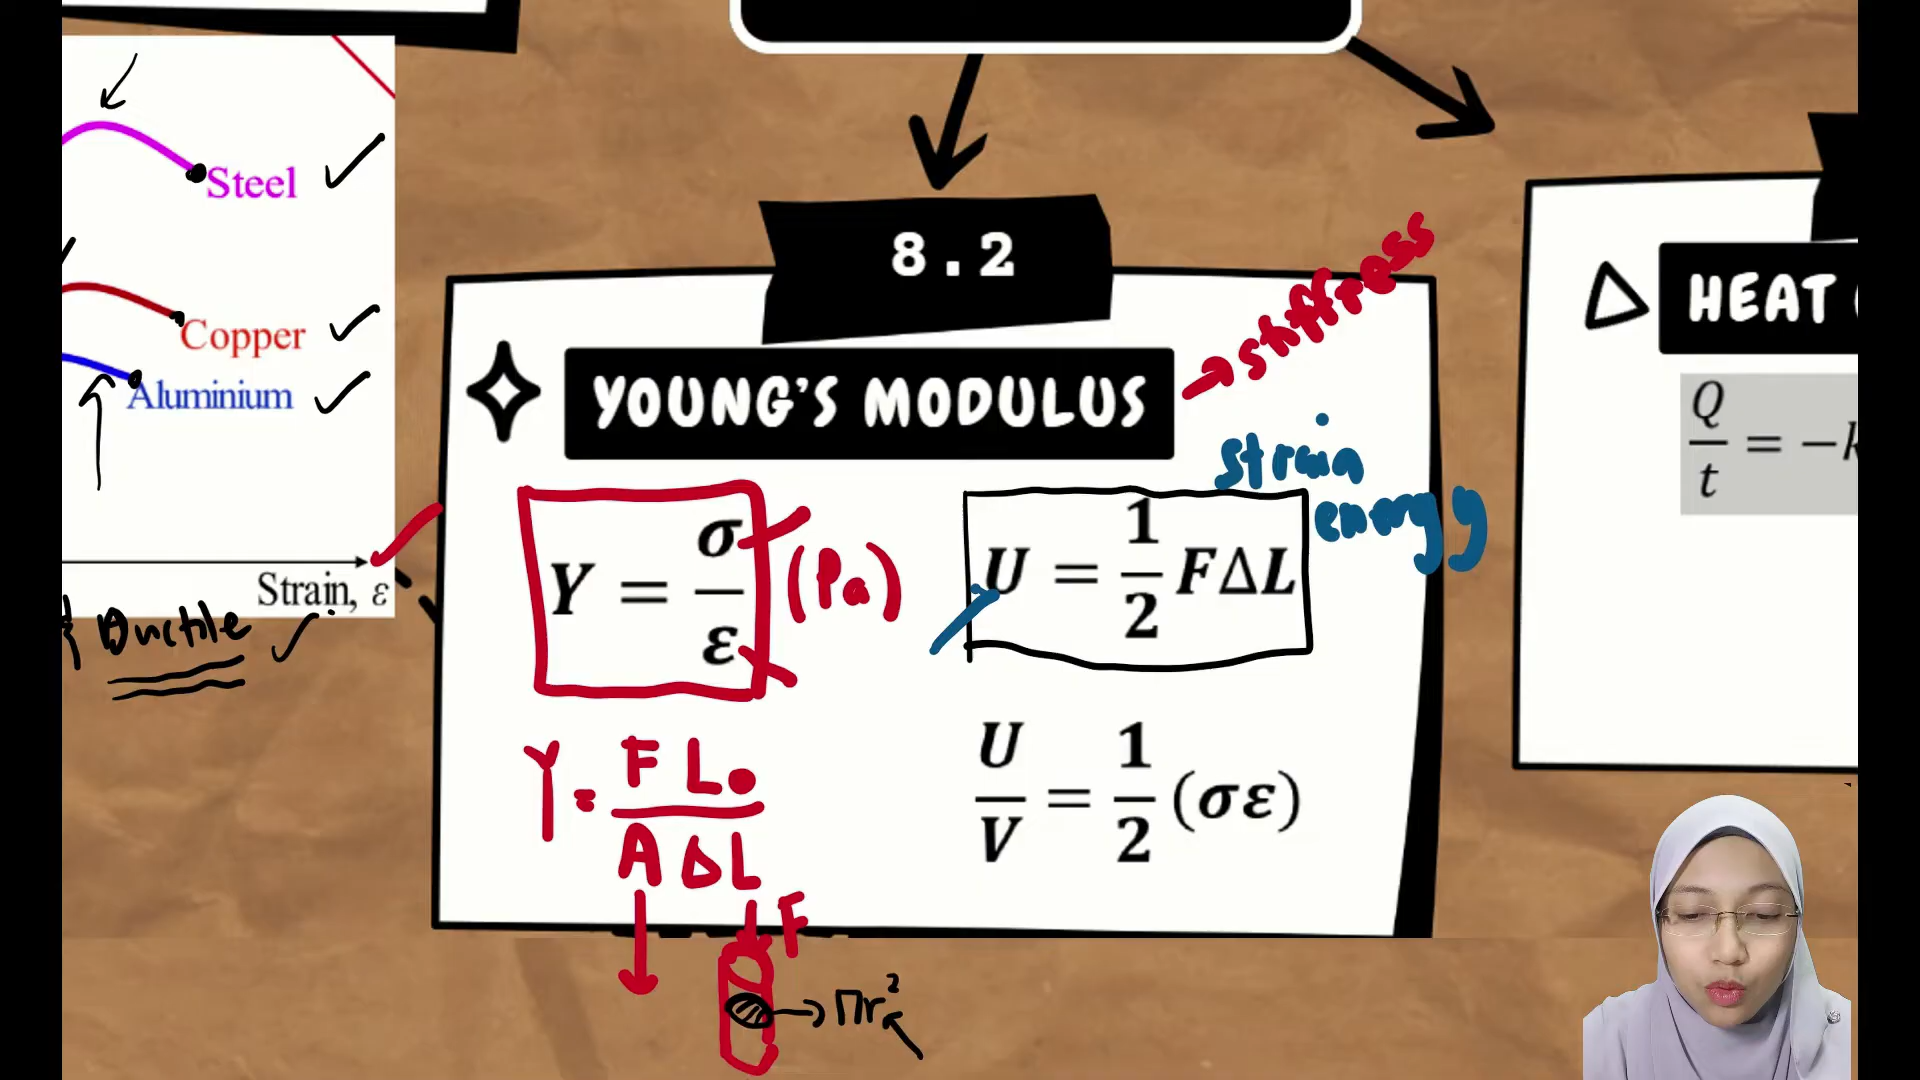 Steel
Copper
Aluminium
Strain, ε
Ductile
8.2
YOUNG'S MODULUS
stiffness
Y = σ/ε
(Pa)
strain
energy
U = 1/2 FΔL
Y = F L₀ / A ΔL
U/V = 1/2 (σε)
F
πr²
HEAT
Q/t = −k